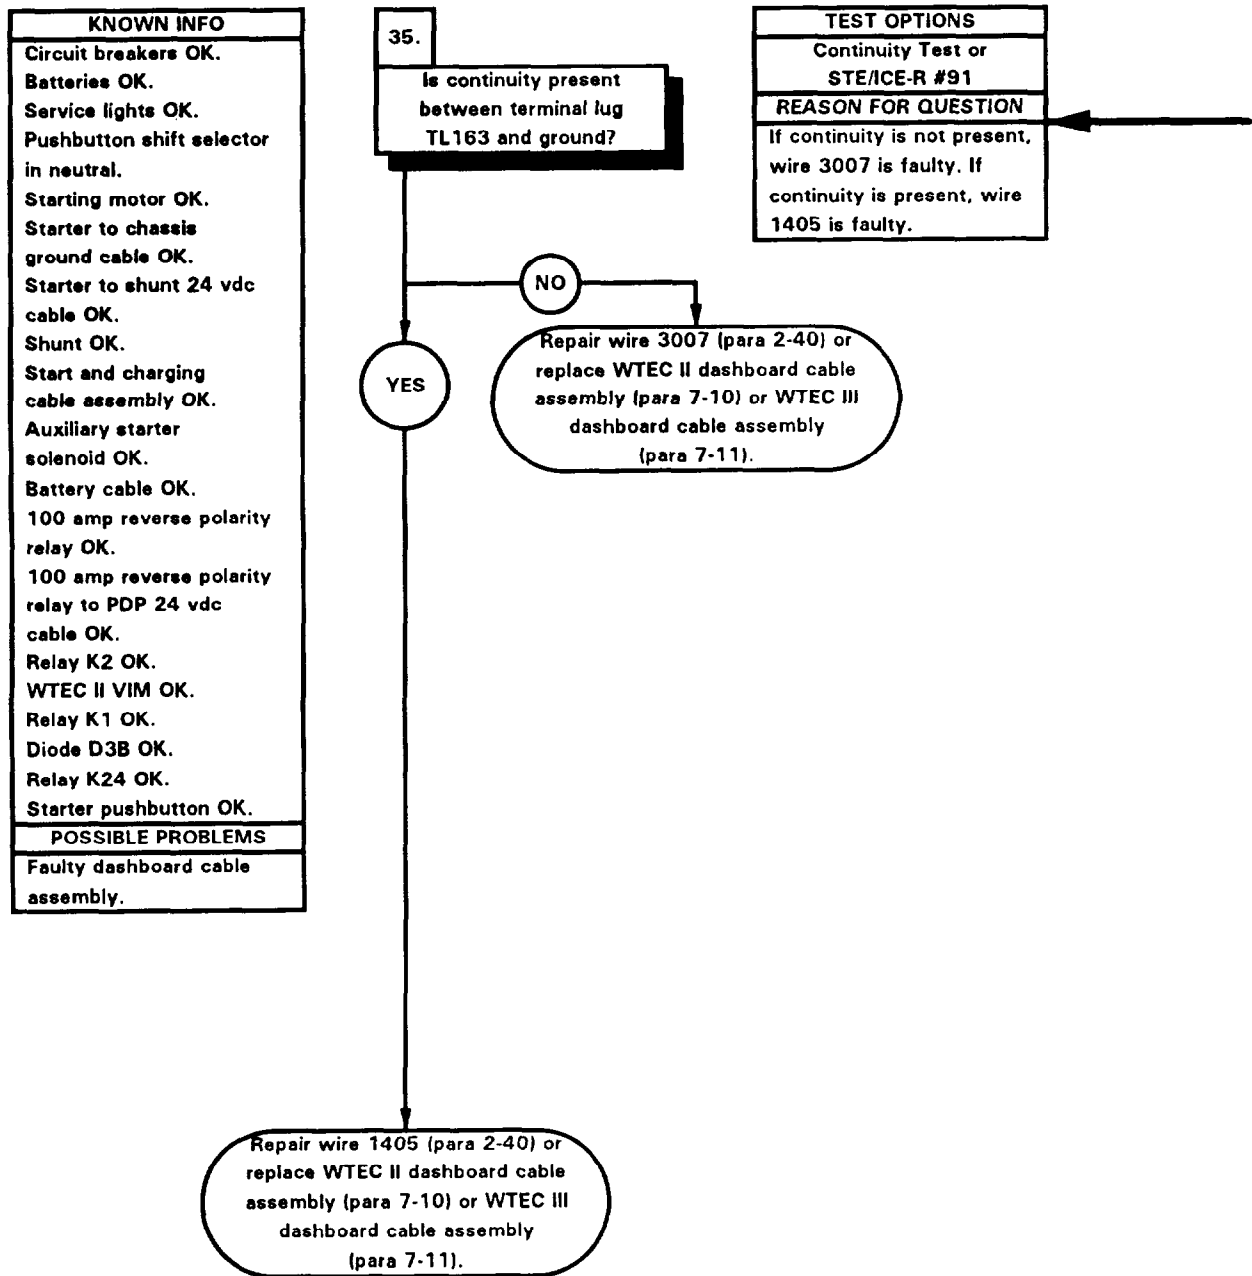 KNOWN INFO
Circuit breakers OK.
Batteries OK.
Service lights OK.
Pushbutton shift selector
in neutral.
Starting motor OK.
Starter to chassis
ground cable OK.
Starter to shunt 24 vdc
cable OK.
Shunt OK.
Start and charging
cable assembly OK.
Auxiliary starter
solenoid OK.
Battery cable OK.
100 amp reverse polarity
relay OK.
100 amp reverse polarity
relay to PDP 24 vdc
cable OK.
Relay K2 OK.
WTEC II VIM OK.
Relay K1 OK.
Diode D3B OK.
Relay K24 OK.
Starter pushbutton OK.
POSSIBLE PROBLEMS
Faulty dashboard cable
assembly.
35.
Is continuity present
between terminal lug
TL163 and ground?
TEST OPTIONS
Continuity Test or
STE/ICE-R #91
REASON FOR QUESTION
If continuity is not present,
wire 3007 is faulty. If
continuity is present, wire
1405 is faulty.
NO
YES
Repair wire 3007 (para 2-40) or
replace WTEC II dashboard cable
assembly (para 7-10) or WTEC III
dashboard cable assembly
(para 7-11).
Repair wire 1405 (para 2-40) or
replace WTEC II dashboard cable
assembly (para 7-10) or WTEC III
dashboard cable assembly
(para 7-11).